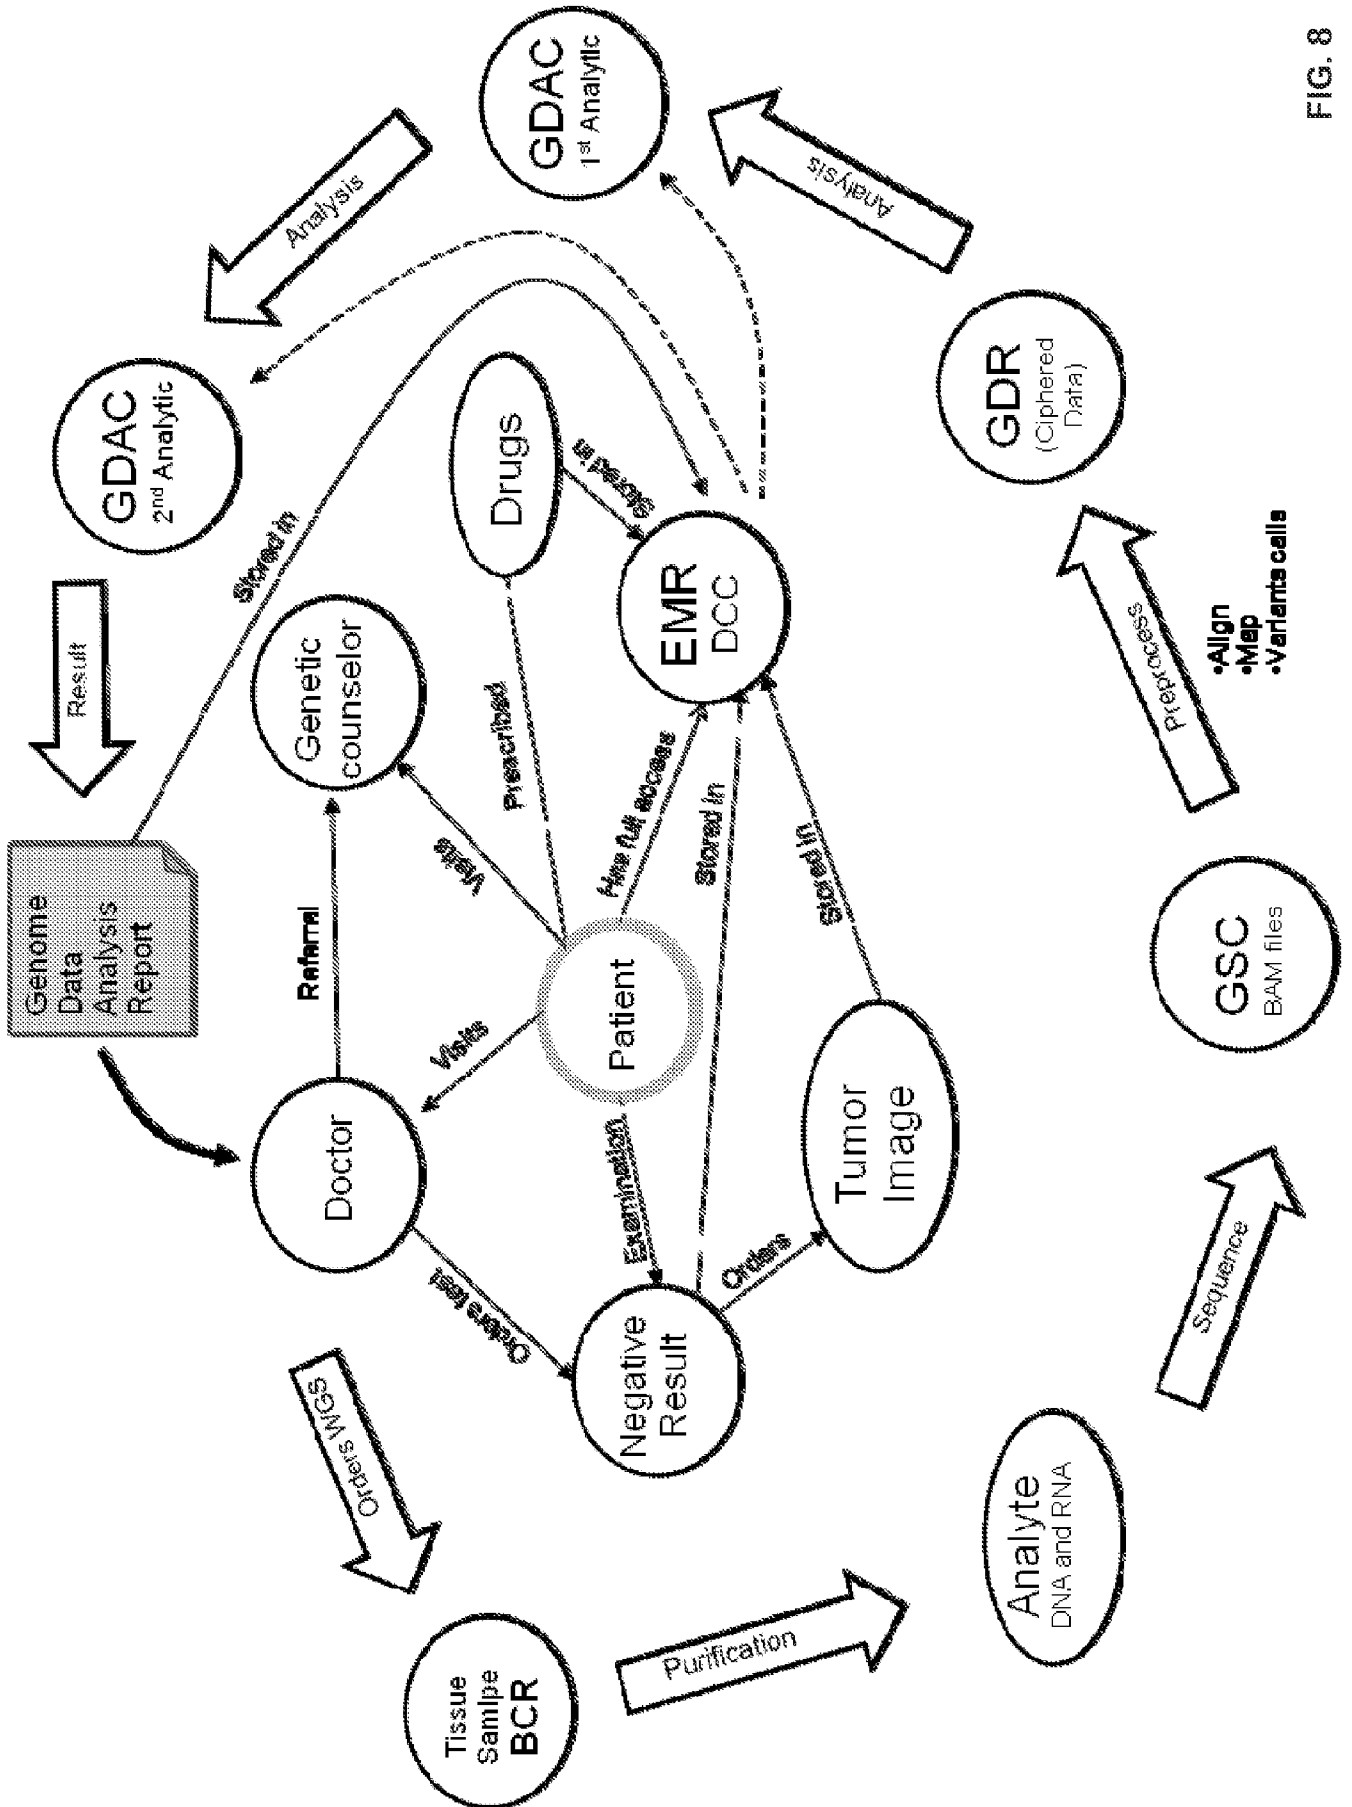 Genome
Data
Analysis
Report
Result
GDAC
2nd Analytic
Analysis
GDAC
1st Analytic
Stored in
Doctor
Referral
Genetic
counselor
Orders WGS
Orders test
Visits
Visits
Prescribed
Drugs
Stored in
Tissue
Samlpe
BCR
Negative
Result
Examination
Patient
Has full access
EMR
DCC
Stored in
Orders
Tumor
Image
Stored in
Analysis
Purification
Analyte
DNA and RNA
Sequence
GSC
BAM files
Preprocess
•Align
•Map
•Variants calls
GDR
(Ciphered
Data)
FIG. 8